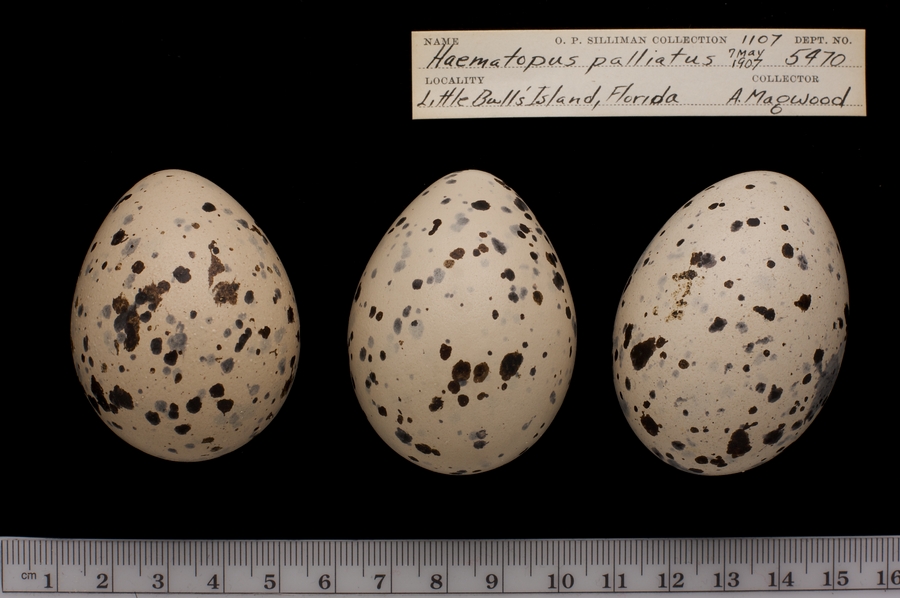 NAME O. P. SILLIMAN COLLECTION 1107 DEPT. NO.
Haematopus palliatus 7 May 1907 5970
LOCALITY COLLECTOR
Little Bull's Island, Florida A. Magwood
cm 1 2 3 4 5 6 7 8 9 10 11 12 13 14 15 16